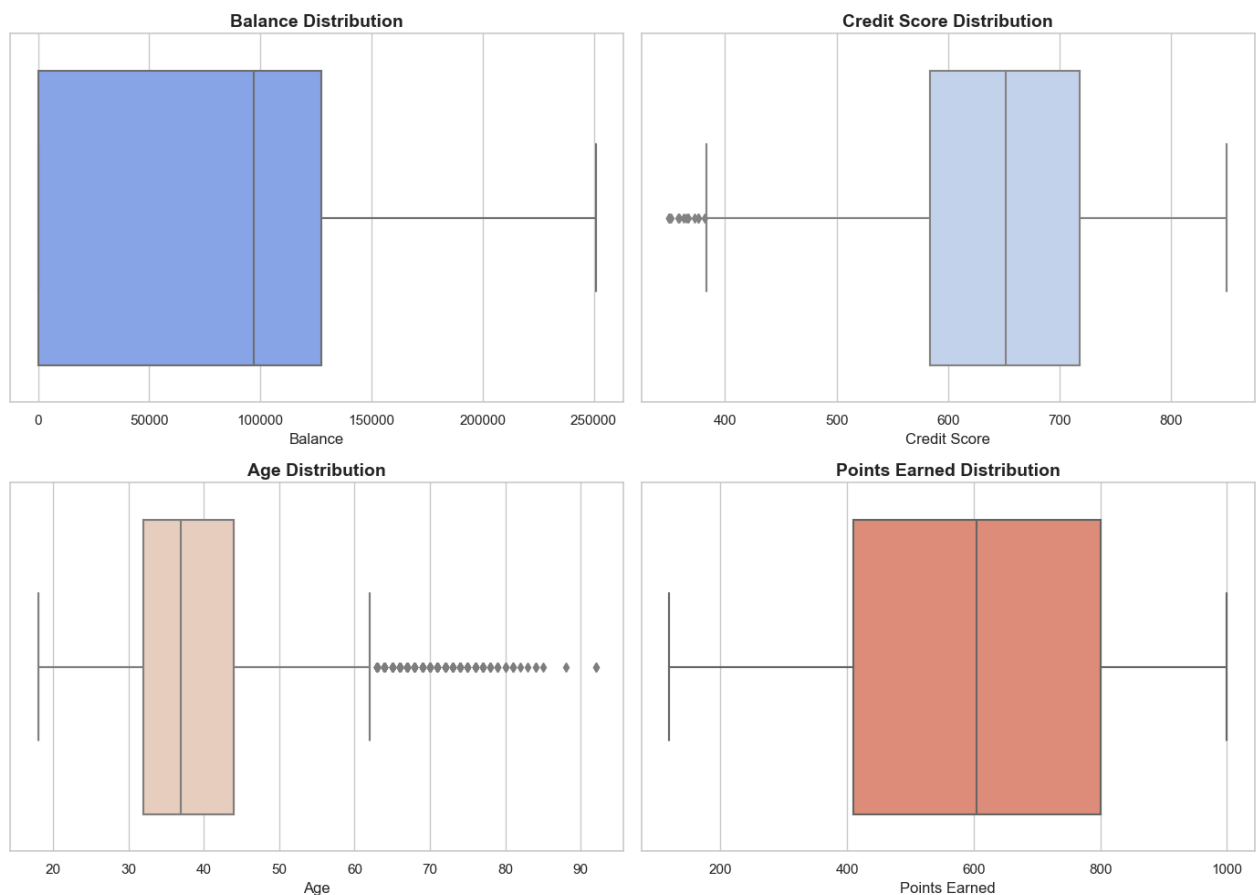 Balance Distribution
0 50000 100000 150000 200000 250000
Balance
Credit Score Distribution
400 500 600 700 800
Credit Score
Age Distribution
20 30 40 50 60 70 80 90
Age
Points Earned Distribution
200 400 600 800 1000
Points Earned